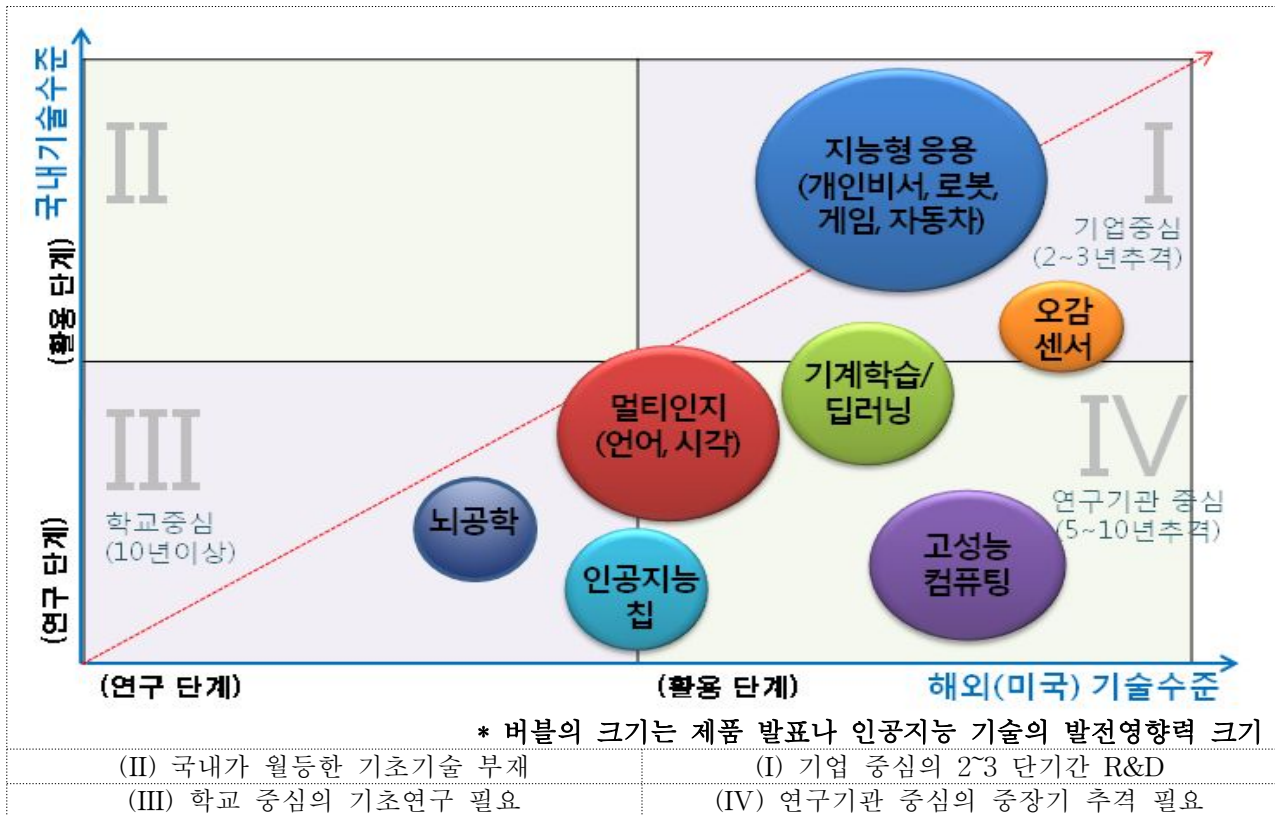 국내기술수준
(활용 단계)
(연구 단계)
II
I
기업중심
(2~3년추격)
지능형 응용
(개인비서, 로봇,
게임, 자동차)
오감
센서
기계학습/
딥러닝
멀티인지
(언어, 시각)
III
학교중심
(10년이상)
뇌공학
인공지능
칩
고성능
컴퓨팅
IV
연구기관 중심
(5~10년추격)
(연구 단계)
(활용 단계)
해외(미국) 기술수준
* 버블의 크기는 제품 발표나 인공지능 기술의 발전영향력 크기
(II) 국내가 월등한 기초기술 부재
(I) 기업 중심의 2~3 단기간 R&D
(III) 학교 중심의 기초연구 필요
(IV) 연구기관 중심의 중장기 추격 필요